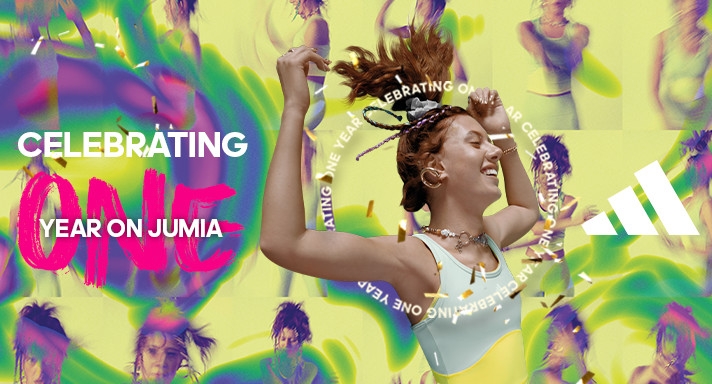 CELEBRATING
ONE
YEAR ON JUMIA
CELEBRATING ONE YEAR CELEBRATING ONE YEAR CELEBRATING ONE YEAR